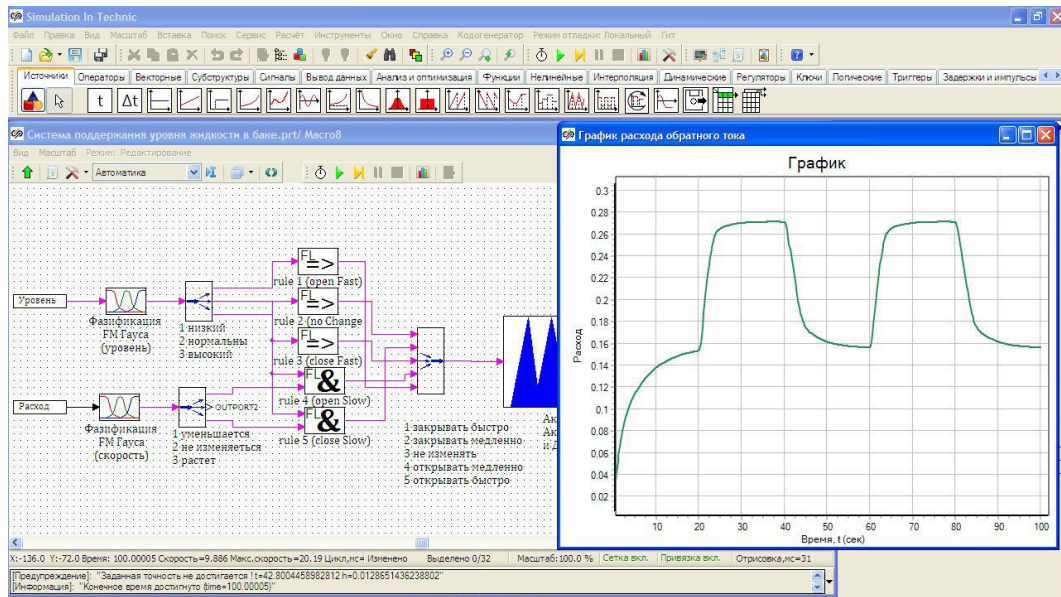 Simulation In Technic
Файл Правка Вид Масштаб Вставка Поиск Сервис Расчёт Инструменты Окно Справка Кодогенератор Режим отладки: Локальный Гит
Источники Операторы Векторные Субструктуры Сигналы Вывод данных Анализ и оптимизация Функции Нелинейные Интерполяция Динамические Регуляторы Ключи Логические Триггеры Задержки и импульсы
t Δt
Система поддержания уровня жидкости в баке.prt/ Macro8
Вид Масштаб Режим: Редактирование
Автоматика
Уровень
Фазификация
FM Гауса
(уровень)
1 низкий
2 нормальны
3 высокий
FL
=>
rule 1 (open Fast)
FL
=>
rule 2 (no Change
FL
=>
rule 3 (close Fast)
FL
&
rule 4 (open Slow)
FL
&
rule 5 (close Slow)
Расход
Фазификация
FM Гауса
(скорость)
OUTPORT2
1 уменьшается
2 не изменяеться
3 растет
1 закрывать быстро
2 закрывать медленно
3 не изменять
4 открывать медленно
5 открывать быстро
Ак
Ак
и Д
График расхода обратного тока
График
Расход
0.3
0.28
0.26
0.24
0.22
0.2
0.18
0.16
0.14
0.12
0.1
0.08
0.06
0.04
0.02
10 20 30 40 50 60 70 80 90 100
Время, t (сек)
X:-136.0 Y:-72.0 Время: 100.00005 Скорость=9.886 Макс.скорость=20.19 Цикл,мс= Изменено Выделено 0/32 Масштаб:100.0 % Сетка вкл. Привязка вкл. Отрисовка,мс=31
[Предупреждение]: "Заданная точность не достигается ! t=42.8004458982812 h=0.0128651436238802"
[Информация]: "Конечное время достигнуто (time=100.00005)"